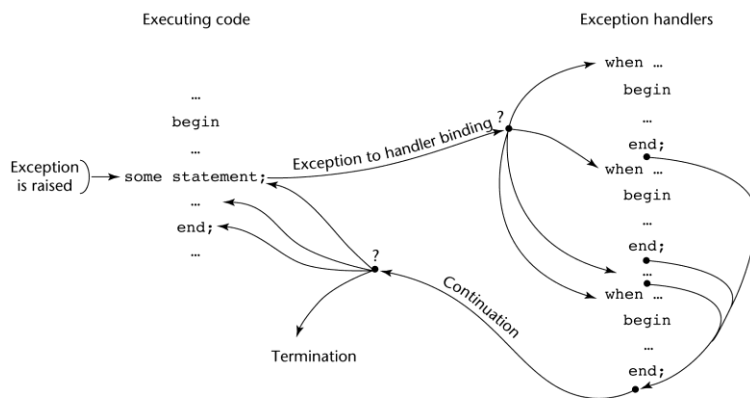 Executing code
Exception handlers
…
begin
…
Exception
is raised
some statement;
…
end;
…
Exception to handler binding
?
when …
begin
…
end;
when …
begin
…
end;
…
when …
begin
…
end;
?
Continuation
Termination